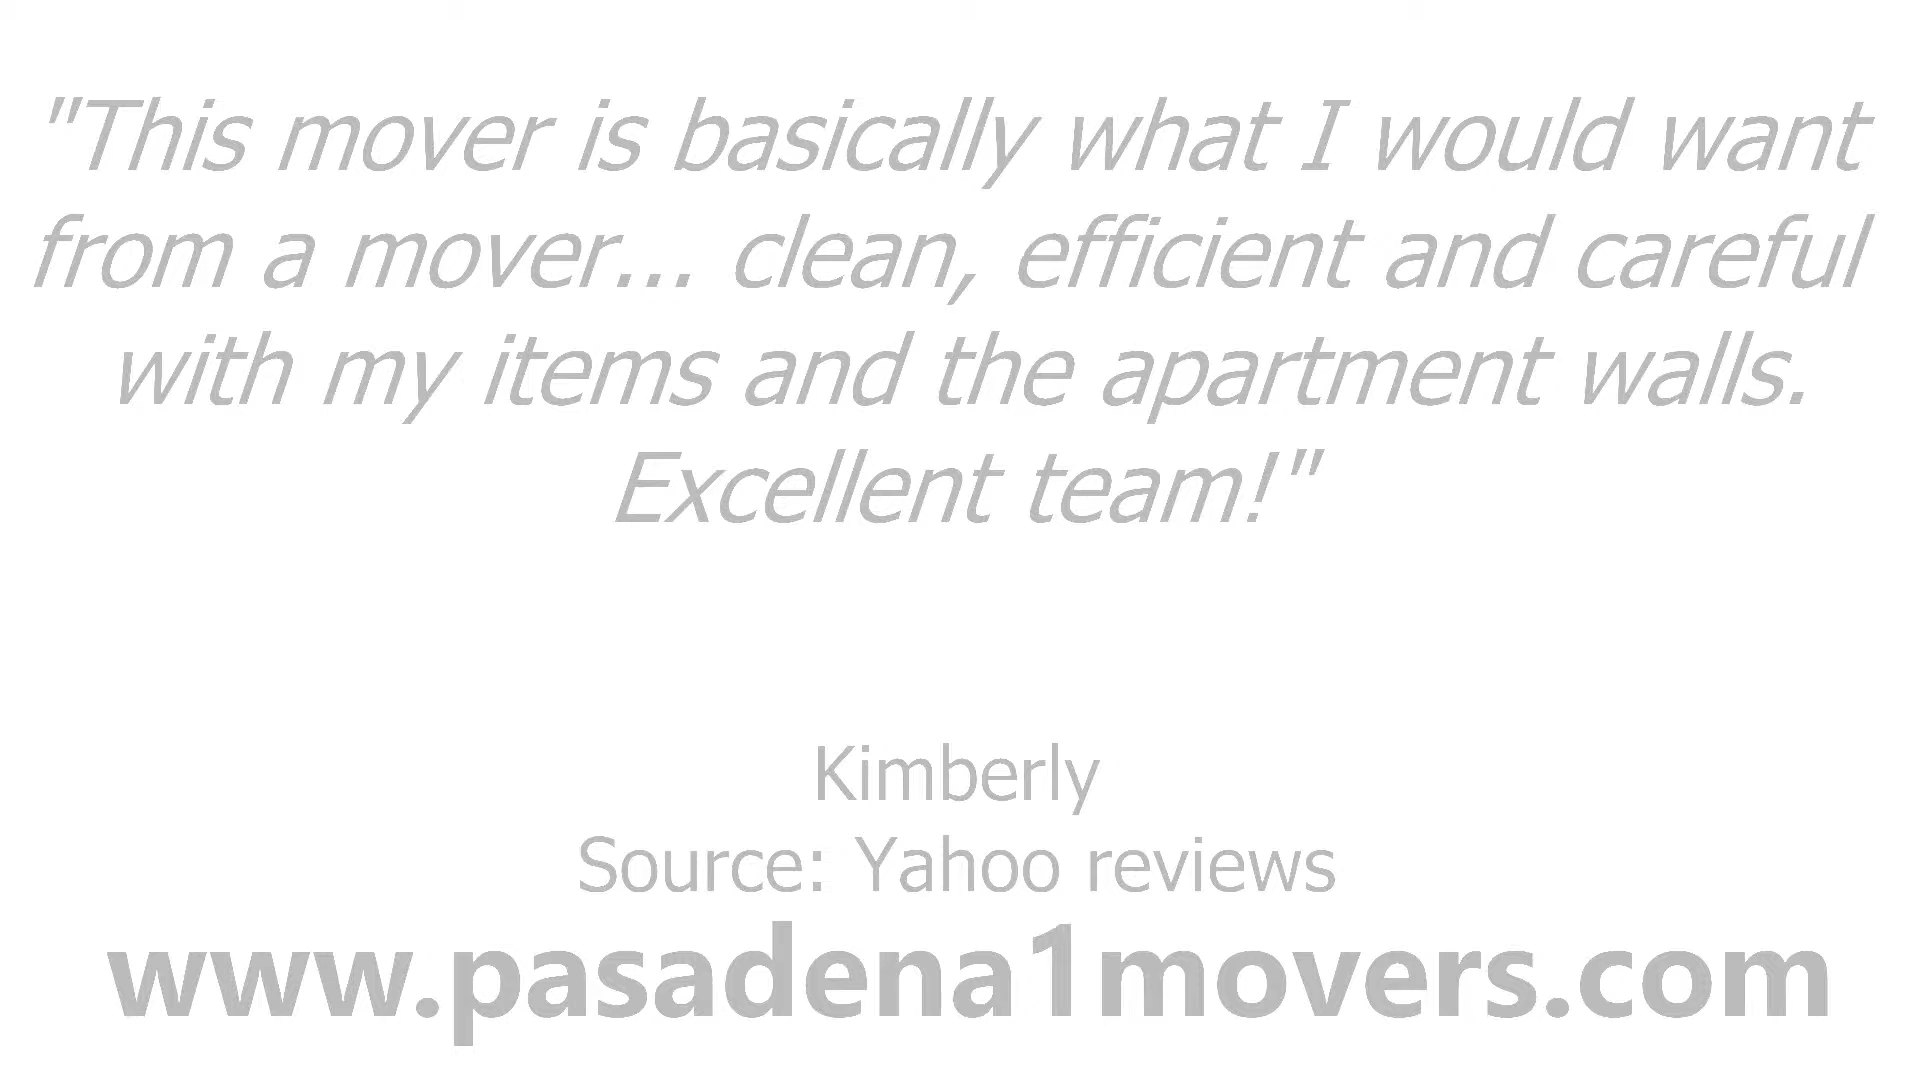 "This mover is basically what I would want
from a mover... clean, efficient and careful
with my items and the apartment walls.
Excellent team!"
Kimberly
Source: Yahoo reviews
www.pasadena1movers.com